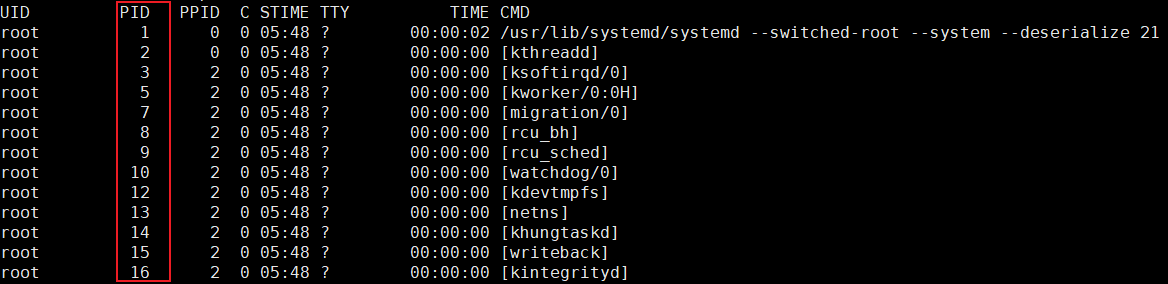 UID        PID  PPID  C STIME TTY          TIME CMD
root         1     0  0 05:48 ?        00:00:02 /usr/lib/systemd/systemd --switched-root --system --deserialize 21
root         2     0  0 05:48 ?        00:00:00 [kthreadd]
root         3     2  0 05:48 ?        00:00:00 [ksoftirqd/0]
root         5     2  0 05:48 ?        00:00:00 [kworker/0:0H]
root         7     2  0 05:48 ?        00:00:00 [migration/0]
root         8     2  0 05:48 ?        00:00:00 [rcu_bh]
root         9     2  0 05:48 ?        00:00:00 [rcu_sched]
root        10     2  0 05:48 ?        00:00:00 [watchdog/0]
root        12     2  0 05:48 ?        00:00:00 [kdevtmpfs]
root        13     2  0 05:48 ?        00:00:00 [netns]
root        14     2  0 05:48 ?        00:00:00 [khungtaskd]
root        15     2  0 05:48 ?        00:00:00 [writeback]
root        16     2  0 05:48 ?        00:00:00 [kintegrityd]